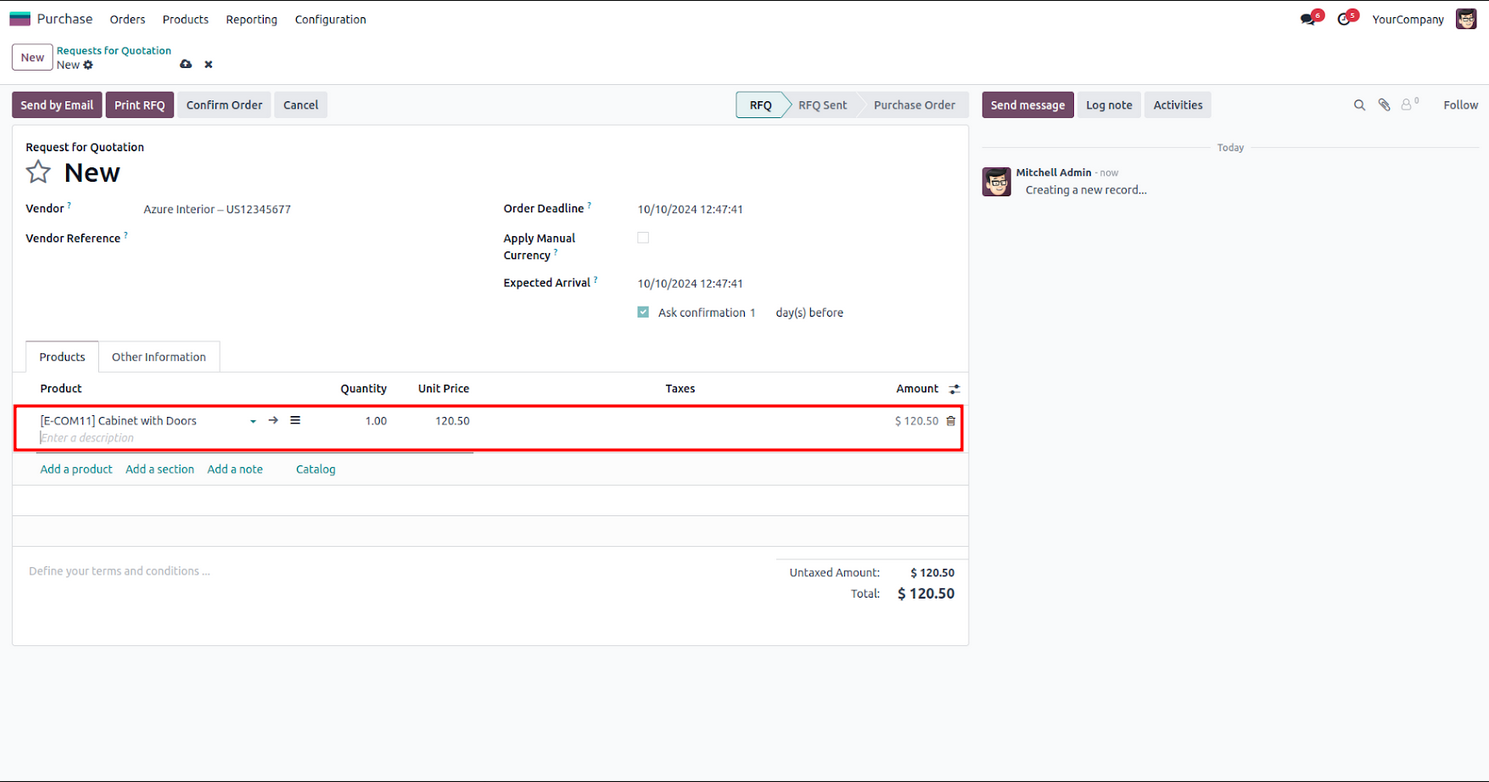 Purchase Orders Products Reporting Configuration 6 5 YourCompany
New Requests for Quotation
New
Send by Email Print RFQ Confirm Order Cancel RFQ RFQ Sent Purchase Order Send message Log note Activities 0 Follow
Request for Quotation
New
Today
Mitchell Admin - now
Creating a new record...
Vendor ? Azure Interior – US12345677 Order Deadline ? 10/10/2024 12:47:41
Vendor Reference ? Apply Manual
Currency ?
Expected Arrival ? 10/10/2024 12:47:41
Ask confirmation 1 day(s) before
Products Other Information
Product Quantity Unit Price Taxes Amount
[E-COM11] Cabinet with Doors 1.00 120.50 $ 120.50
Enter a description
Add a product Add a section Add a note Catalog
Define your terms and conditions ... Untaxed Amount: $ 120.50
Total: $ 120.50